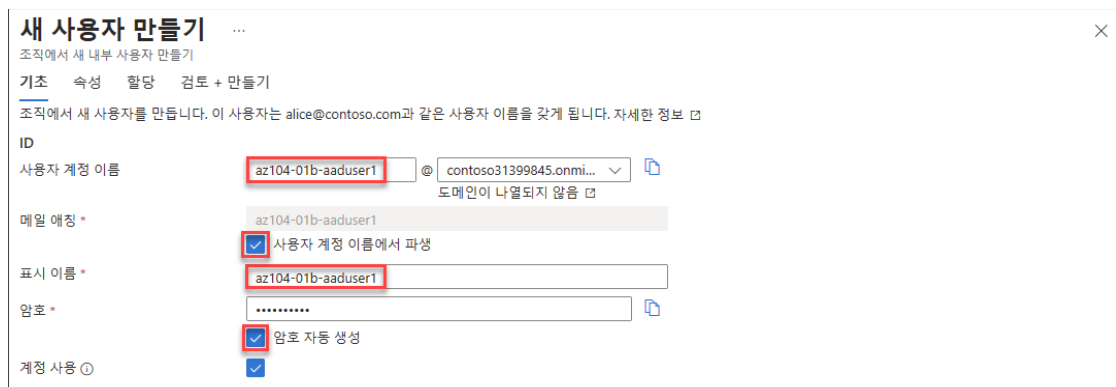 새 사용자 만들기 ...
조직에서 새 내부 사용자 만들기
기초 속성 할당 검토 + 만들기
조직에서 새 사용자를 만듭니다. 이 사용자는 alice@contoso.com과 같은 사용자 이름을 갖게 됩니다. 자세한 정보
ID
사용자 계정 이름 az104-01b-aaduser1 @ contoso31399845.onmi...
도메인이 나열되지 않음
메일 애칭 * az104-01b-aaduser1
사용자 계정 이름에서 파생
표시 이름 * az104-01b-aaduser1
암호 * ••••••••••
암호 자동 생성
계정 사용